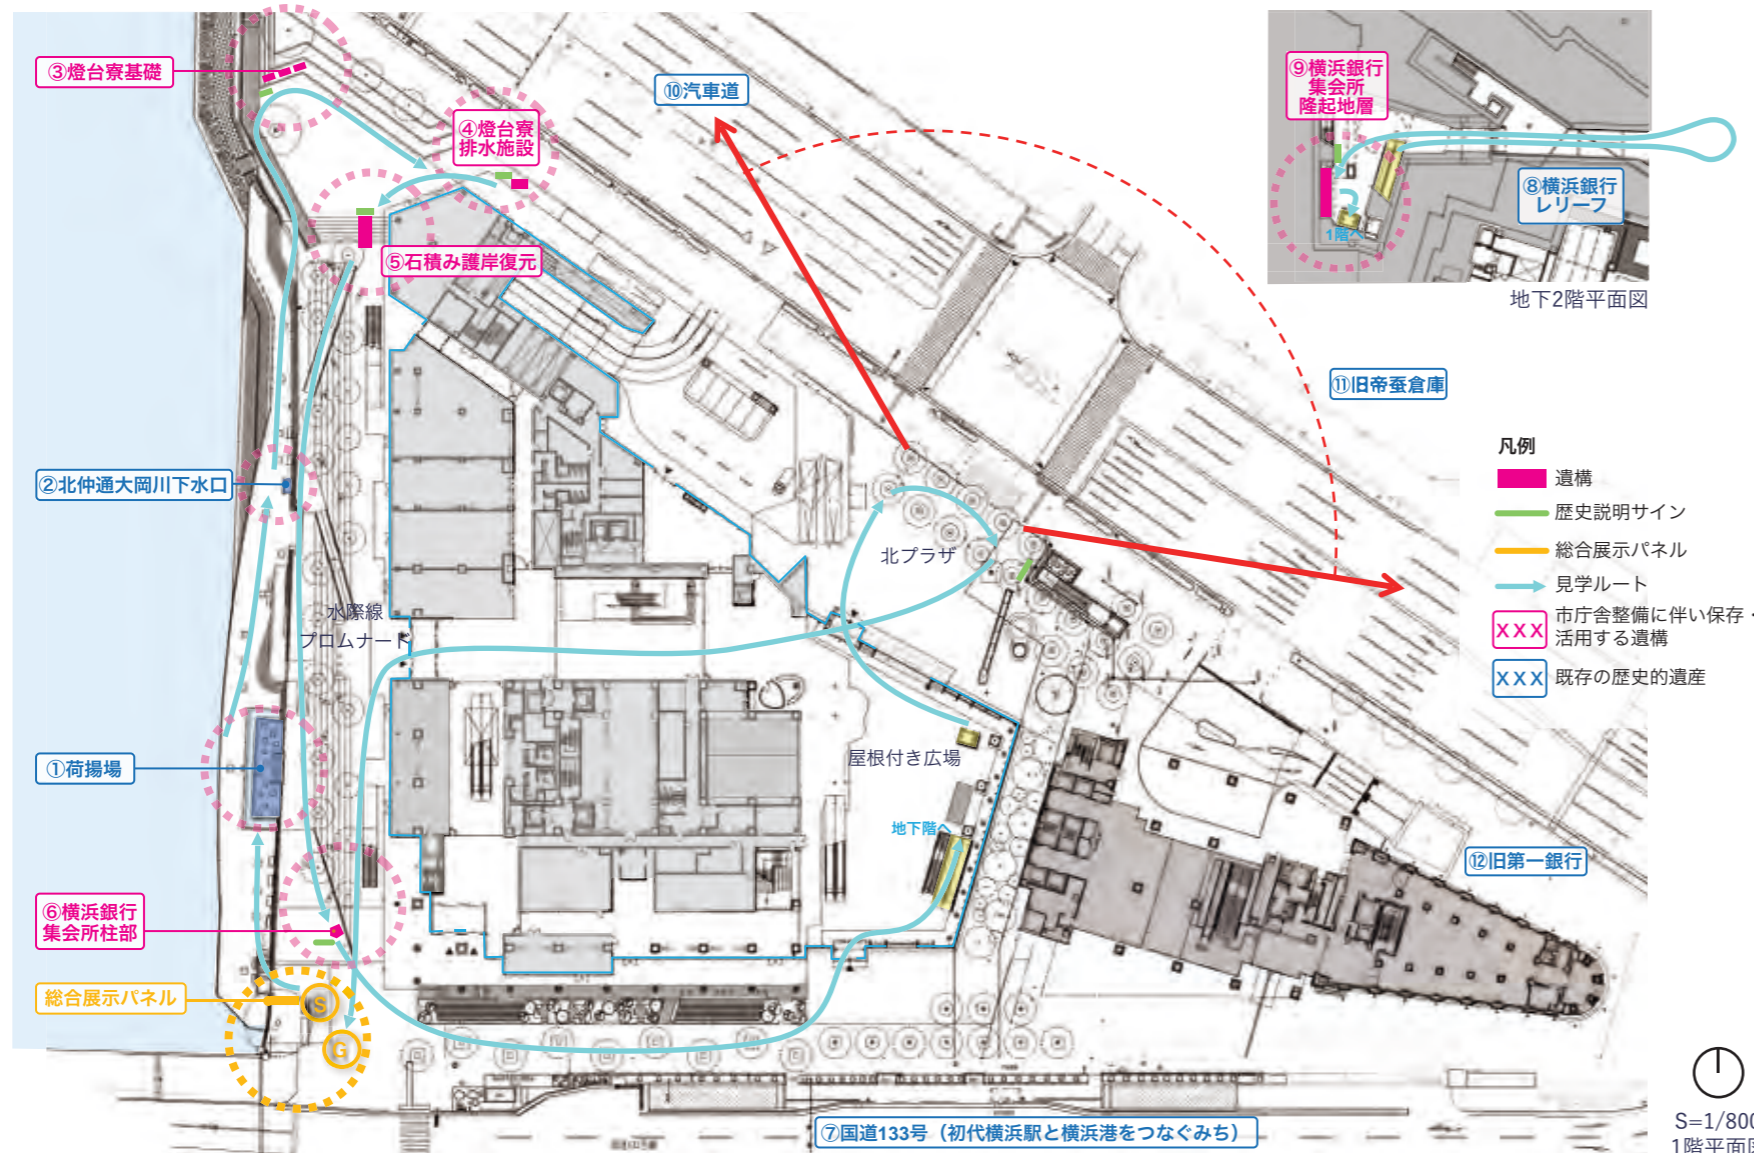 ③燈台寮基礎
⑩汽車道
④燈台寮
排水施設
⑤石積み護岸復元
⑨横浜銀行
集会所
隆起地層
⑧横浜銀行
レリーフ
1階へ
地下2階平面図
⑪旧帝蚕倉庫
凡例
遺構
歴史説明サイン
総合展示パネル
見学ルート
XXX
市庁舎整備に伴い保存・
活用する遺構
XXX
既存の歴史的遺産
②北仲通大岡川下水口
北プラザ
水際線
プロムナード
①荷揚場
屋根付き広場
地下階へ
⑫旧第一銀行
⑥横浜銀行
集会所柱部
総合展示パネル
S
G
⑦国道133号（初代横浜駅と横浜港をつなぐみち）
S=1/800
1階平面図